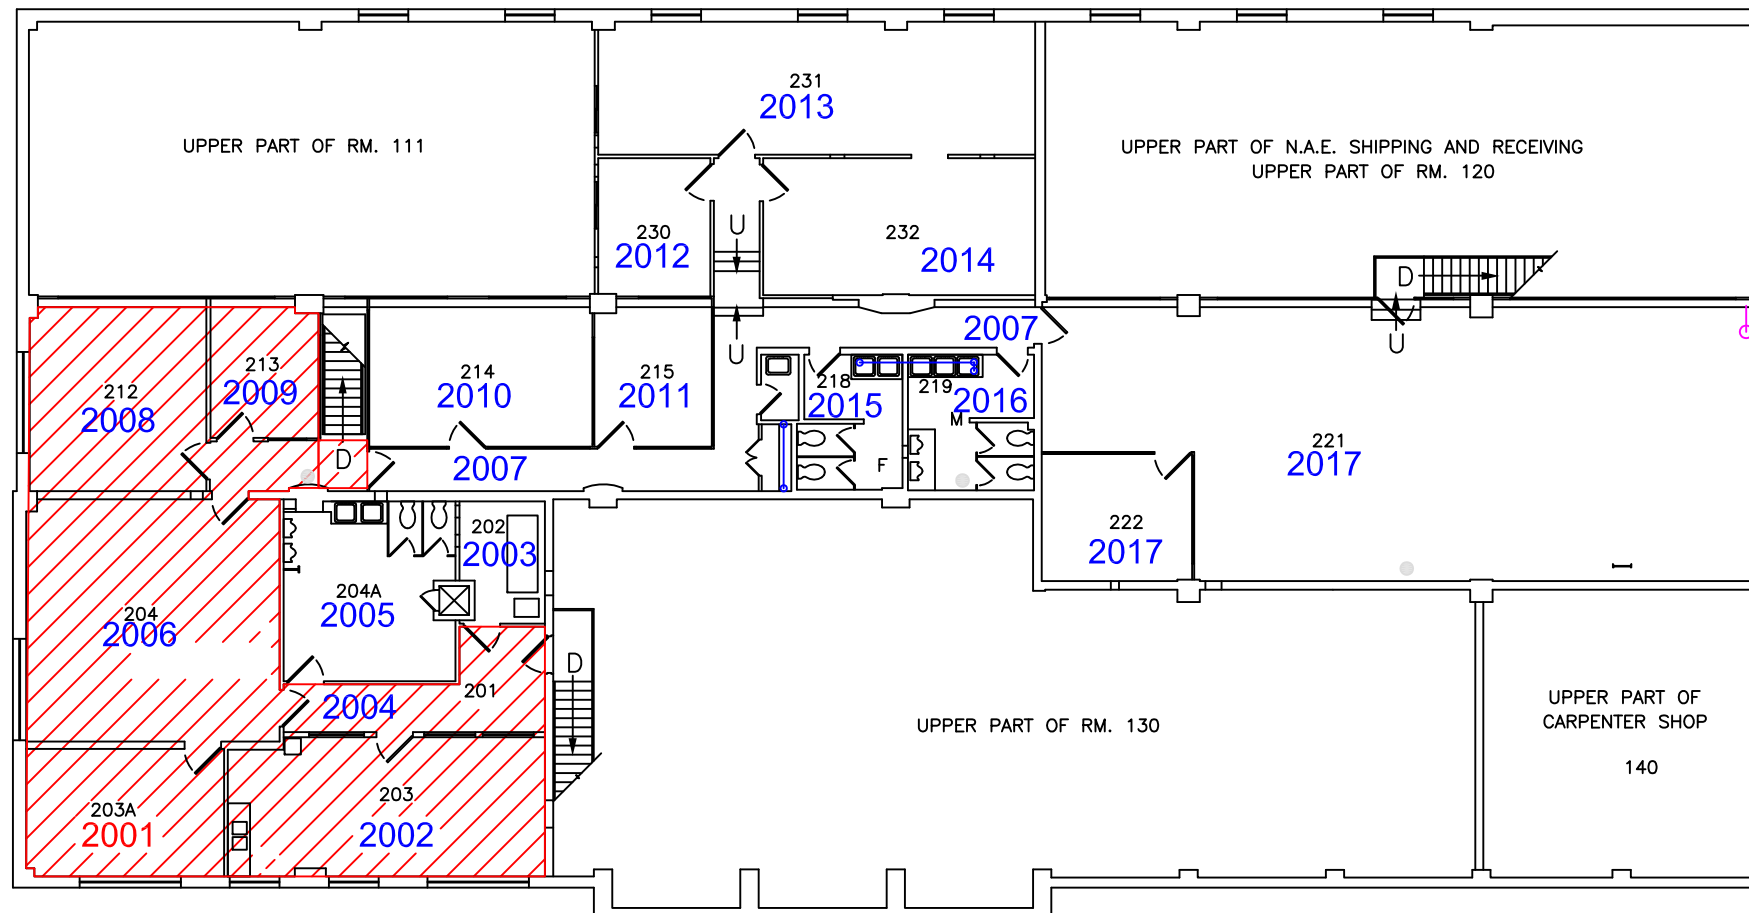 231
2013
UPPER PART OF RM. 111
UPPER PART OF N.A.E. SHIPPING AND RECEIVING
UPPER PART OF RM. 120
230
2012
U
232
2014
D
U
U
2007
212
2008
213
2009
214
2010
215
2011
218
2015
219
2016
M
F
221
2017
D
2007
222
2017
202
2003
204A
2005
204
2006
D
201
2004
UPPER PART OF RM. 130
UPPER PART OF
CARPENTER SHOP
140
203A
2001
203
2002